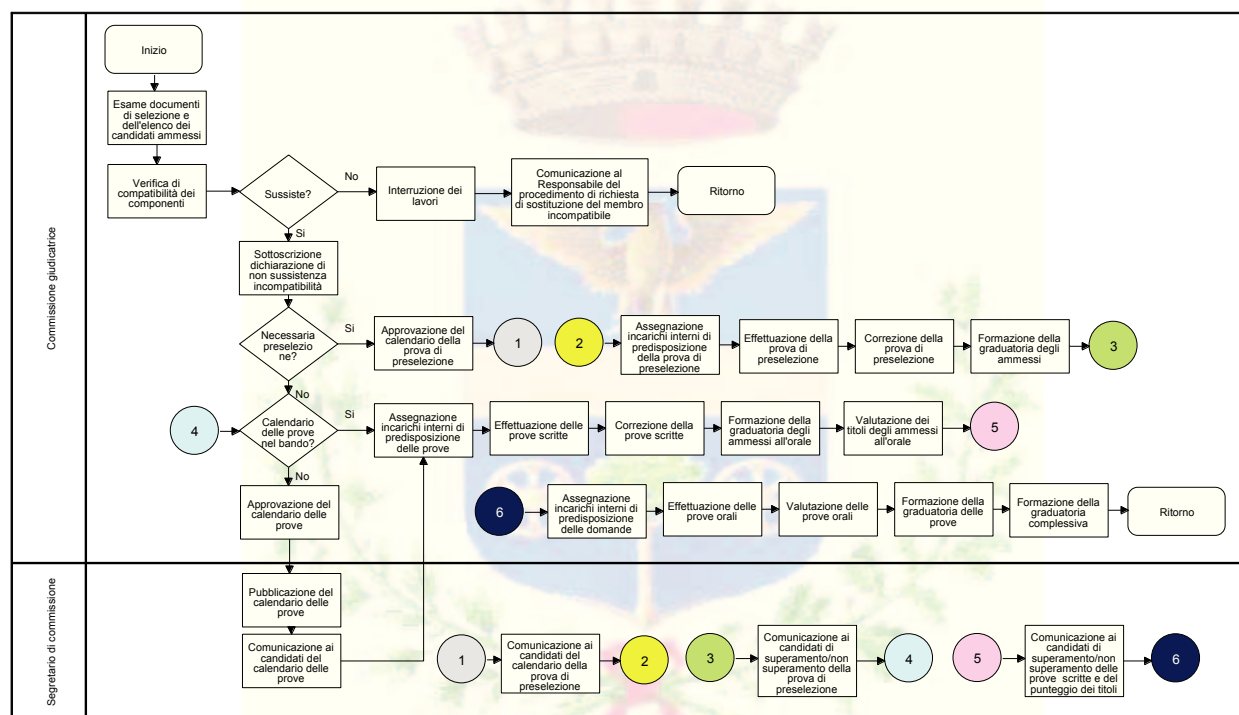 Commissione giudicatrice
Inizio
Esame documenti
di selezione e
dell'elenco dei
candidati ammessi
Verifica di
compatibilità dei
componenti
Sussiste?
No
Interruzione dei
lavori
Comunicazione al
Responsabile del
procedimento di richiesta
di sostituzione del membro
incompatibile
Ritorno
Si
Sottoscrizione
dichiarazione di
non sussistenza
incompatibilità
Necessaria
preselezio
ne?
Si
Approvazione del
calendario della
prova di
preselezione
1
2
Assegnazione
incarichi interni di
predisposizione
della prova di
preselezione
Effettuazione della
prova di
preselezione
Correzione della
prova di
preselezione
Formazione della
graduatoria degli
ammessi
3
No
4
Calendario
delle prove
nel bando?
Si
Assegnazione
incarichi interni di
predisposizione
delle prove
Effettuazione delle
prove scritte
Correzione della
prove scritte
Formazione della
graduatoria degli
ammessi all'orale
Valutazione dei
titoli degli ammessi
all'orale
5
No
Approvazione del
calendario delle
prove
6
Assegnazione
incarichi interni di
predisposizione
delle domande
Effettuazione delle
prove orali
Valutazione delle
prove orali
Formazione della
graduatoria delle
prove
Formazione della
graduatoria
complessiva
Ritorno
Segretario di commissione
Pubblicazione del
calendario delle
prove
Comunicazione ai
candidati del
calendario delle
prove
1
Comunicazione ai
candidati del
calendario della
prova di
preselezione
2
3
Comunicazione ai
candidati di
superamento/non
superamento della
prova di
preselezione
4
5
Comunicazione ai
candidati di
superamento/non
superamento delle
prove scritte e del
punteggio dei titoli
6